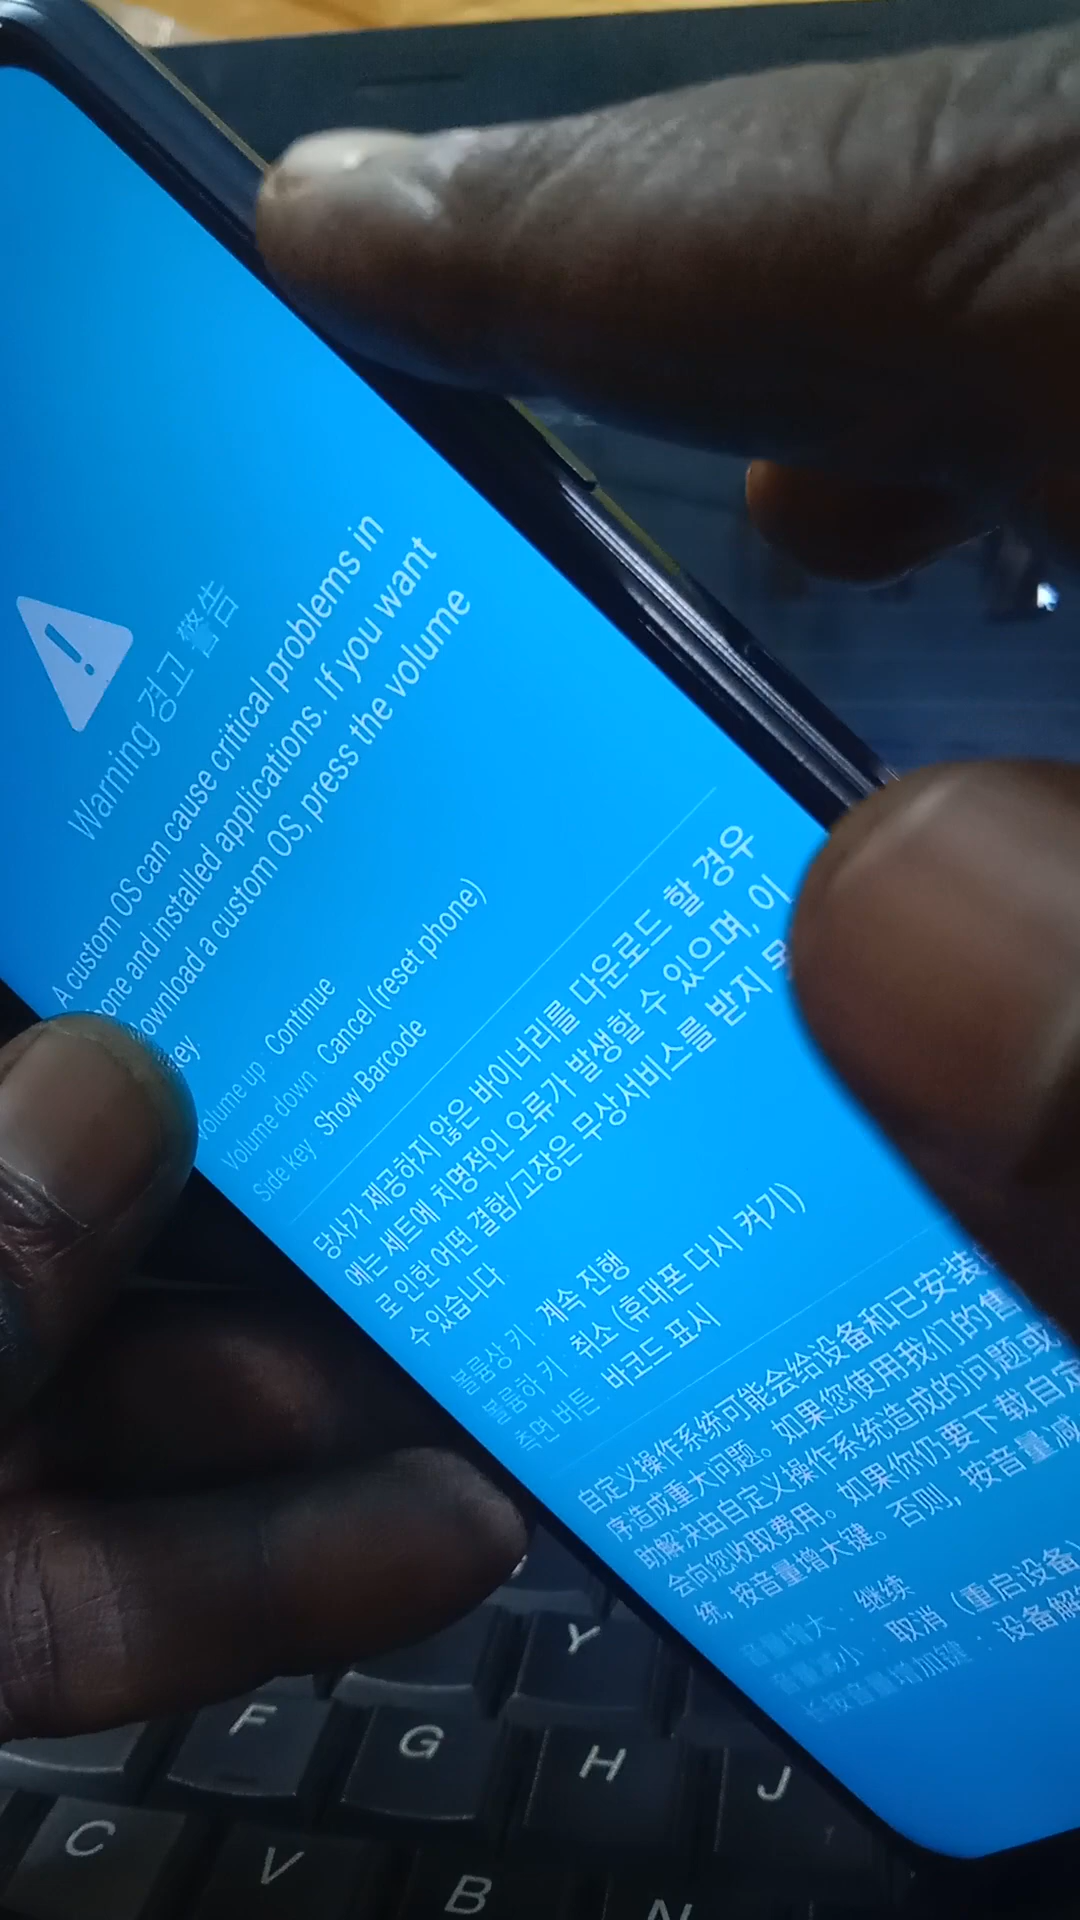 Warning 경고 警告
A custom OS can cause critical problems in
one and installed applications. If you want
ownload a custom OS, press the volume
key.
Volume up : Continue
Volume down : Cancel (reset phone)
Side key : Show Barcode
당사가 제공하지 않은 바이너리를 다운로드 할 경우
에는 세트에 치명적인 오류가 발생할 수 있으며, 이
로 인한 어떤 결함/고장은 무상서비스를 받지 못
수 있습니다
볼륨상 키 : 계속 진행
볼륨하 키 : 취소 (휴대폰 다시 켜기)
측면 버튼 : 바코드 표시
自定义操作系统可能会给设备和已安装
序造成重大问题。如果您使用我们的售
助解决由自定义操作系统造成的问题或
会向您收取费用。如果你仍要下载自定
统, 按音量增大键。否则, 按音量减
音量增大 : 继续
音量减小 : 取消 (重启设备)
长按音量增加键 : 设备解
Y
F G H J
C V B N